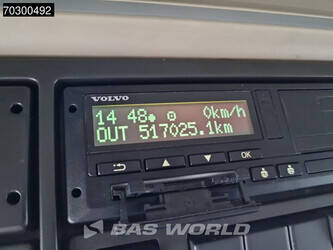 70300492
VOLVO
14 48 0km/h
OUT 517025.1km
OK
BAS WORLD